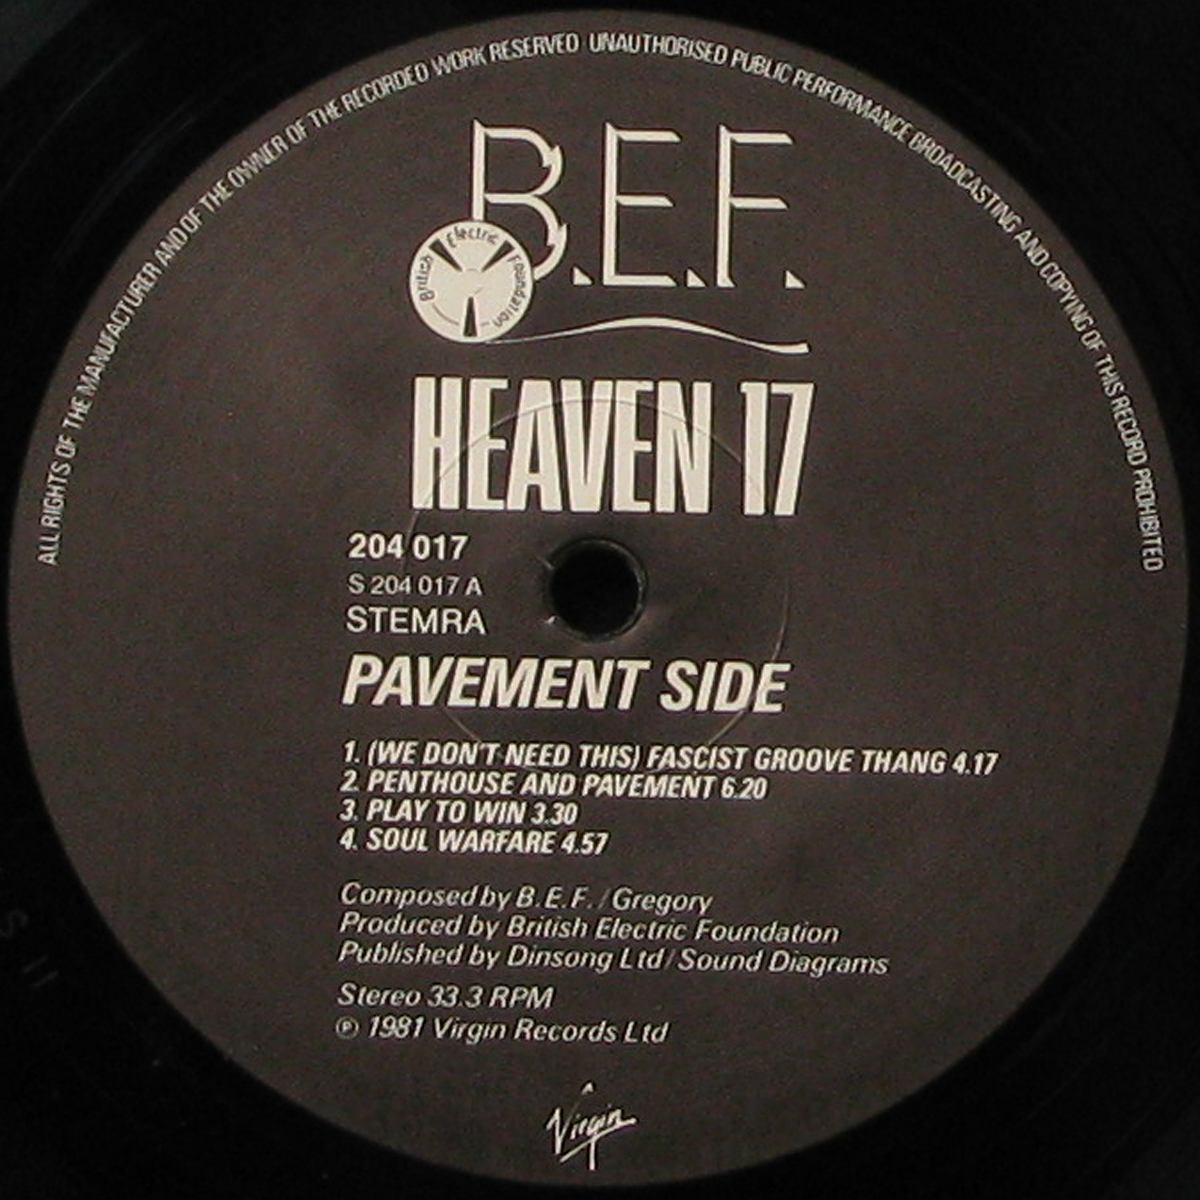 ALL RIGHTS OF THE MANUFACTURER AND OF THE OWNER OF THE RECORDED WORK RESERVED UNAUTHORISED PUBLIC PERFORMANCE BROADCASTING AND COPYING OF THIS RECORD PROHIBITED
B.E.F.
British Electric Foundation
HEAVEN 17
204 017
S 204 017 A
STEMRA
PAVEMENT SIDE
1. (WE DON'T NEED THIS) FASCIST GROOVE THANG 4.17
2. PENTHOUSE AND PAVEMENT 6.20
3. PLAY TO WIN 3.30
4. SOUL WARFARE 4.57
Composed by B.E.F. / Gregory
Produced by British Electric Foundation
Published by Dinsong Ltd / Sound Diagrams
Stereo 33.3 RPM
℗ 1981 Virgin Records Ltd
Virgin